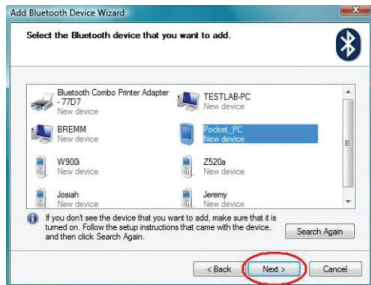 Add Bluetooth Device Wizard
Select the Bluetooth device that you want to add.
Bluetooth Combo Printer Adapter
- 77D7
New device
TESTLAB-PC
New device
BREMM
New device
Pocket_PC
New device
W900i
New device
Z520a
New device
Josiah
New device
Jeremy
New device
If you don't see the device that you want to add, make sure that it is
turned on. Follow the setup instructions that came with the device,
and then click Search Again.
Search Again
< Back
Next >
Cancel